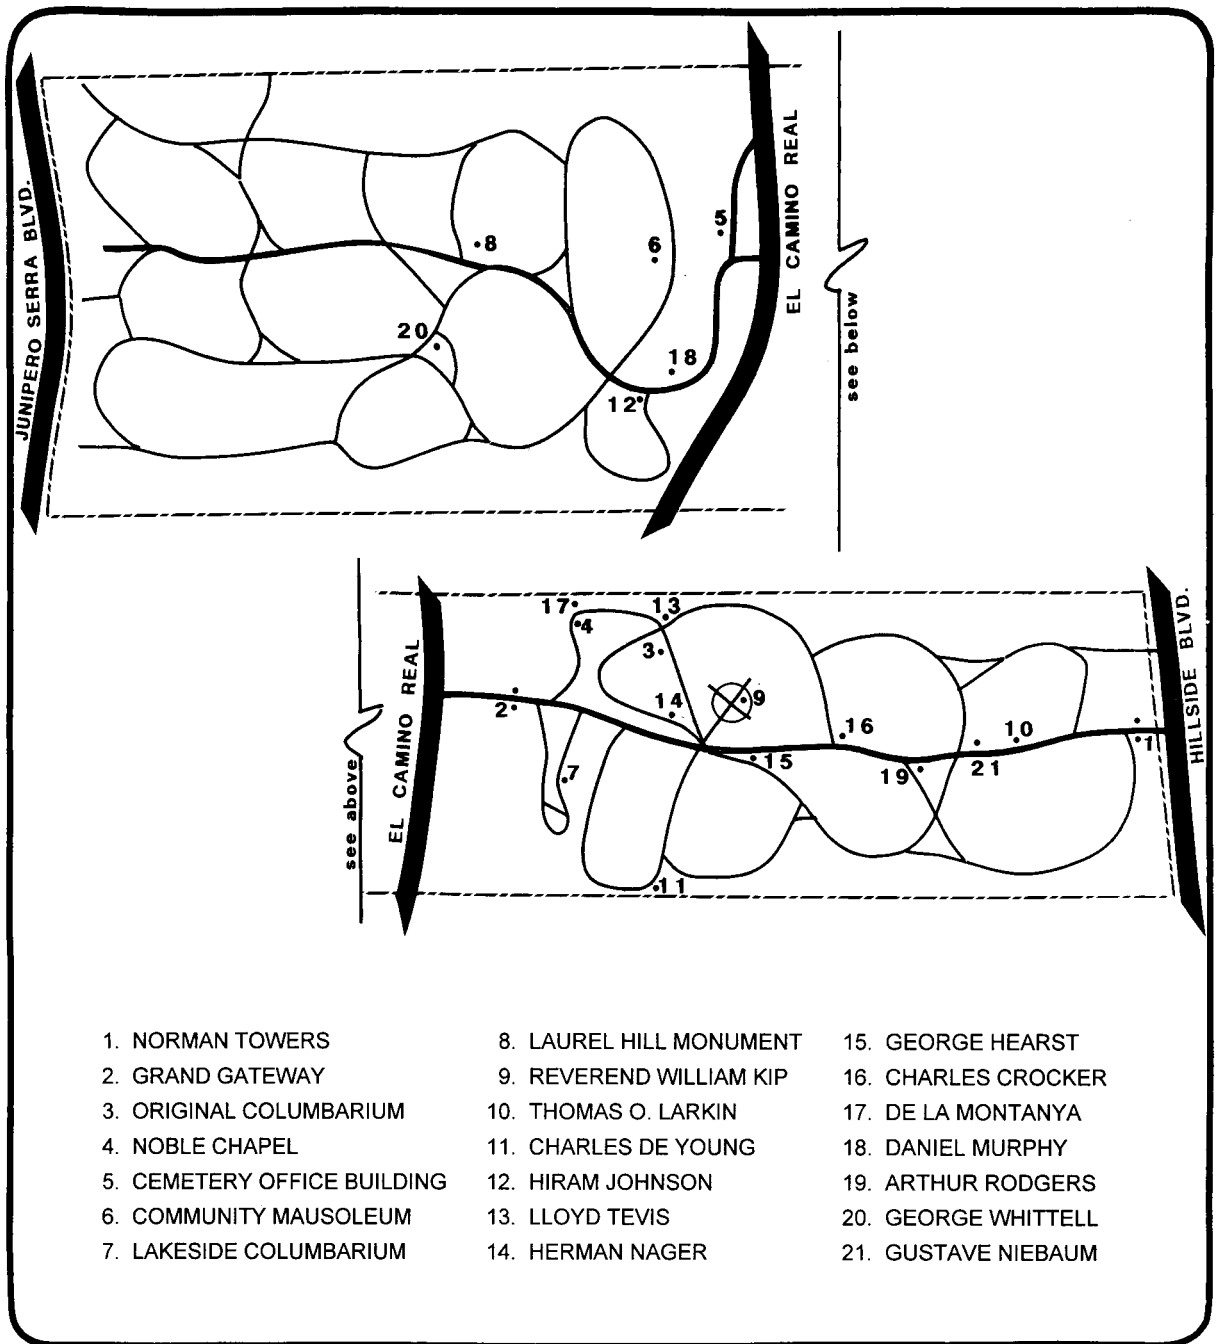 JUNIPERO SERRA BLVD.
EL CAMINO REAL
see below
5
8
6
20
18
12
see above
EL CAMINO REAL
HILLSIDE BLVD.
17
13
4
3
14
9
2
16
10
1
15
21
19
7
11
1. NORMAN TOWERS
2. GRAND GATEWAY
3. ORIGINAL COLUMBARIUM
4. NOBLE CHAPEL
5. CEMETERY OFFICE BUILDING
6. COMMUNITY MAUSOLEUM
7. LAKESIDE COLUMBARIUM
8. LAUREL HILL MONUMENT
9. REVEREND WILLIAM KIP
10. THOMAS O. LARKIN
11. CHARLES DE YOUNG
12. HIRAM JOHNSON
13. LLOYD TEVIS
14. HERMAN NAGER
15. GEORGE HEARST
16. CHARLES CROCKER
17. DE LA MONTANYA
18. DANIEL MURPHY
19. ARTHUR RODGERS
20. GEORGE WHITTELL
21. GUSTAVE NIEBAUM